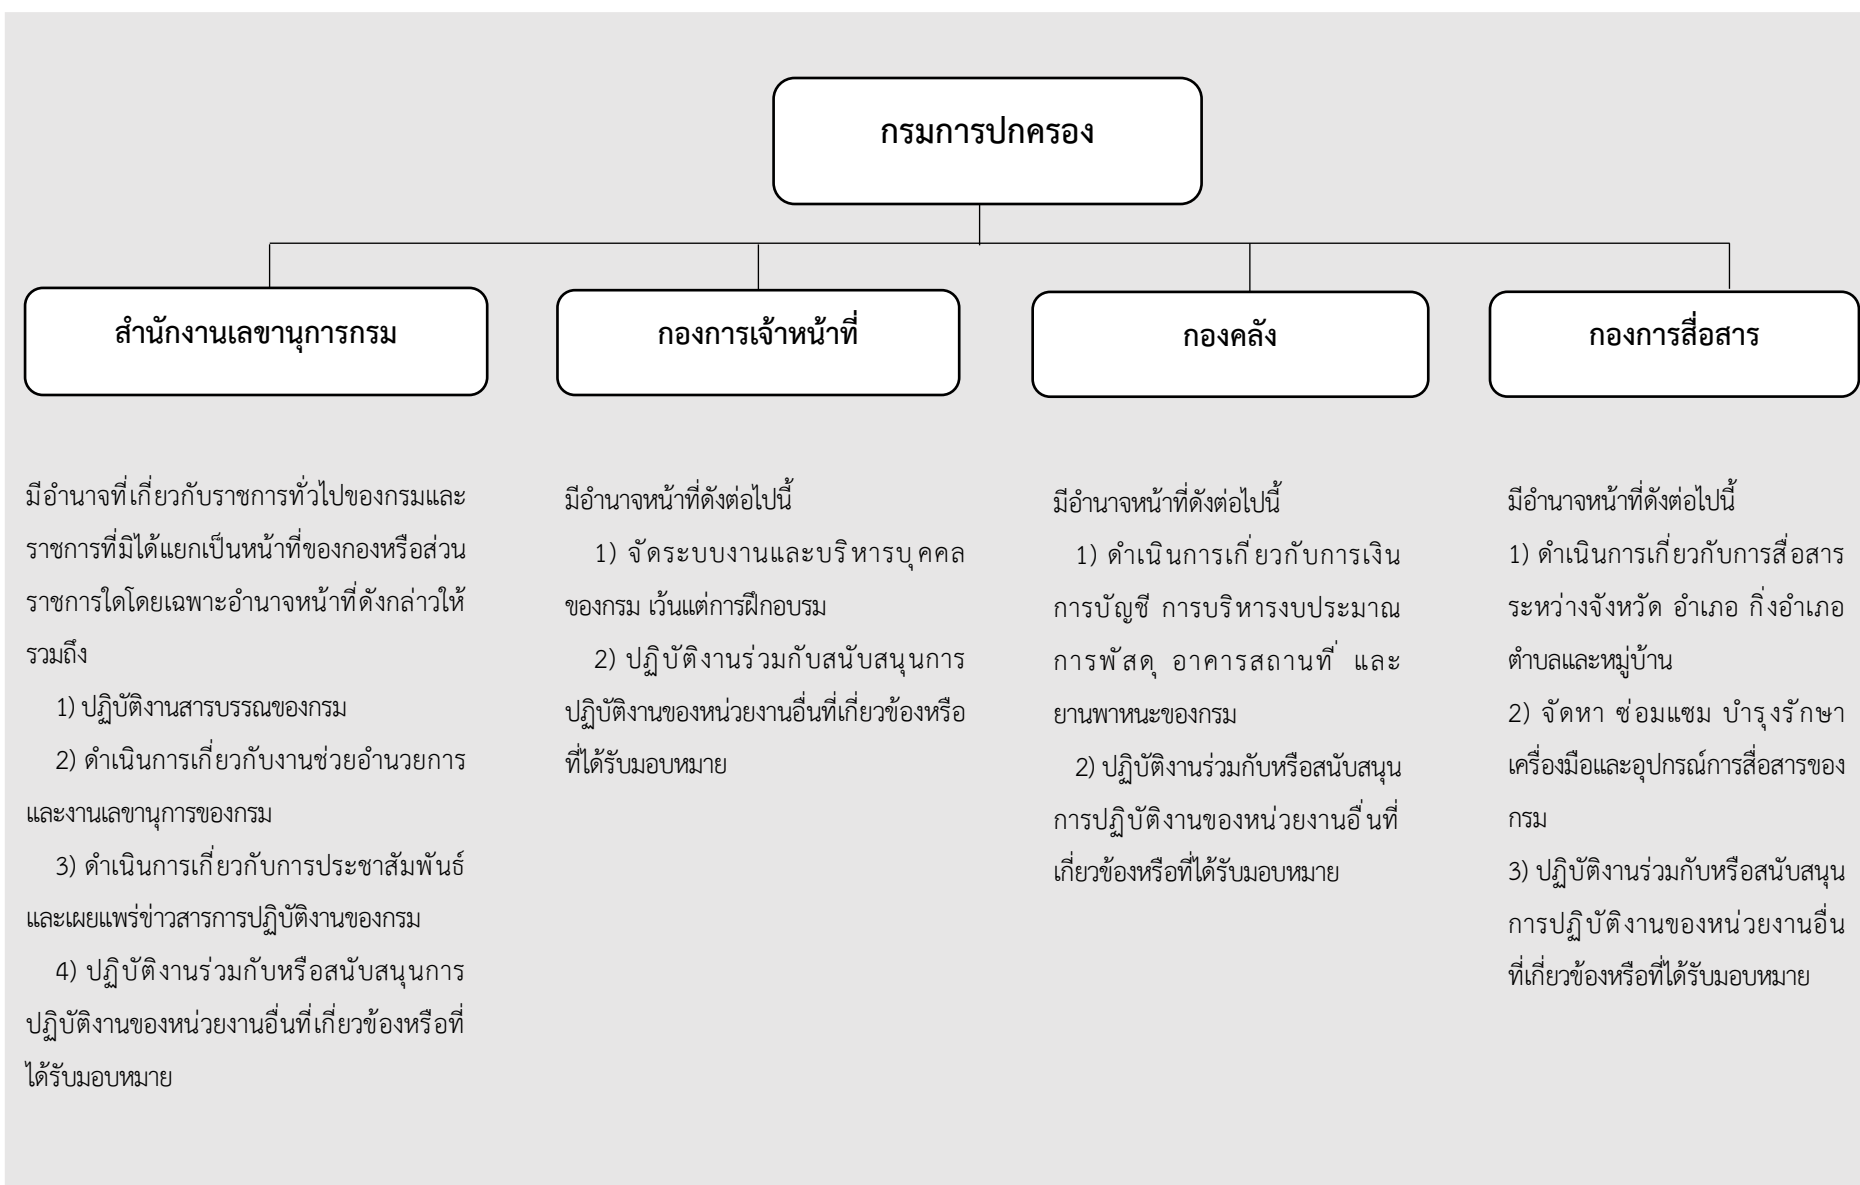 กรมการปกครอง
สำนักงานเลขานุการกรม
กองการเจ้าหน้าที่
กองคลัง
กองการสื่อสาร
มีอำนาจที่เกี่ยวกับราชการทั่วไปของกรมและ
ราชการที่มิได้แยกเป็นหน้าที่ของกองหรือส่วน
ราชการใดโดยเฉพาะอำนาจหน้าที่ดังกล่าวให้
รวมถึง
1) ปฏิบัติงานสารบรรณของกรม
2) ดำเนินการเกี่ยวกับงานช่วยอำนวยการ
และงานเลขานุการของกรม
3) ดำเนินการเกี่ยวกับการประชาสัมพันธ์
และเผยแพร่ข่าวสารการปฏิบัติงานของกรม
4) ปฏิบัติงานร่วมกับหรือสนับสนุนการ
ปฏิบัติงานของหน่วยงานอื่นที่เกี่ยวข้องหรือที่
ได้รับมอบหมาย
มีอำนาจหน้าที่ดังต่อไปนี้
1) จัดระบบงานและบริหารบุคคล
ของกรม เว้นแต่การฝึกอบรม
2) ปฏิบัติงานร่วมกับสนับสนุนการ
ปฏิบัติงานของหน่วยงานอื่นที่เกี่ยวข้องหรือ
ที่ได้รับมอบหมาย
มีอำนาจหน้าที่ดังต่อไปนี้
1) ดำเนินการเกี่ยวกับการเงิน
การบัญชี การบริหารงบประมาณ
การพัสดุ อาคารสถานที่ และ
ยานพาหนะของกรม
2) ปฏิบัติงานร่วมกับหรือสนับสนุน
การปฏิบัติงานของหน่วยงานอื่นที่
เกี่ยวข้องหรือที่ได้รับมอบหมาย
มีอำนาจหน้าที่ดังต่อไปนี้
1) ดำเนินการเกี่ยวกับการสื่อสาร
ระหว่างจังหวัด อำเภอ กิ่งอำเภอ
ตำบลและหมู่บ้าน
2) จัดหา ซ่อมแซม บำรุงรักษา
เครื่องมือและอุปกรณ์การสื่อสารของ
กรม
3) ปฏิบัติงานร่วมกับหรือสนับสนุน
การปฏิบัติงานของหน่วยงานอื่น
ที่เกี่ยวข้องหรือที่ได้รับมอบหมาย